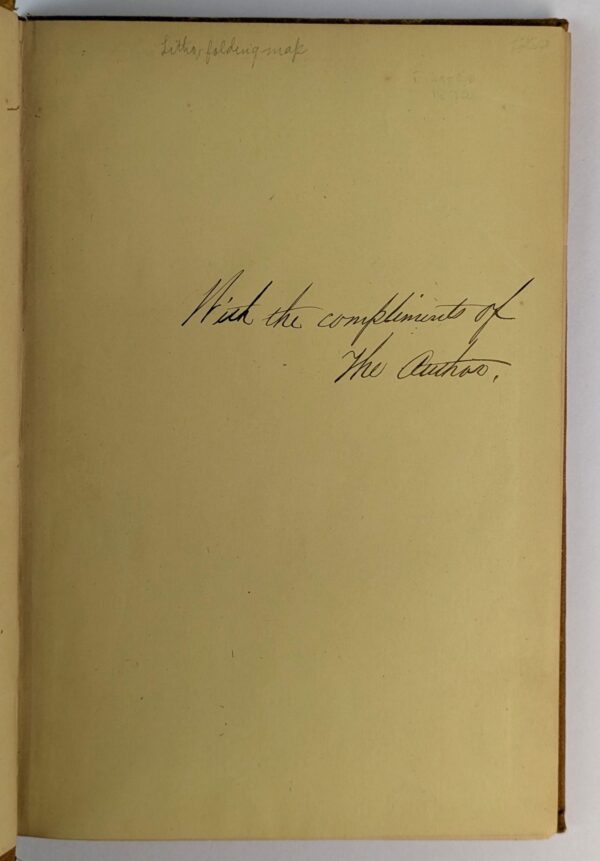 Litho, folding map
With the compliments of
The Author.